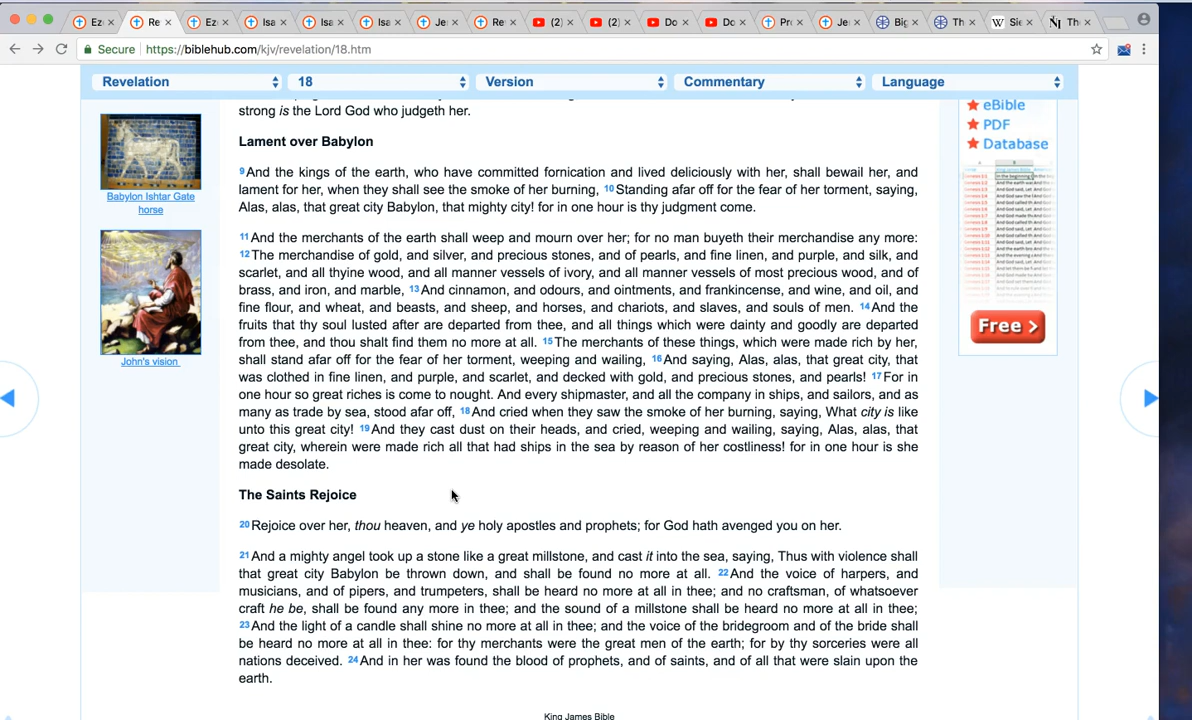 Ez
Re
Ez
Isa
Isa
Isa
Je
Re
(2)
(2)
Do
Do
Pro
Je
Big
Th
W Sie
Th
Secure https://biblehub.com/kjv/revelation/18.htm
Revelation 18 Version Commentary Language
strong is the Lord God who judgeth her.
Lament over Babylon
9And the kings of the earth, who have committed fornication and lived deliciously with her, shall bewail her, and
lament for her, when they shall see the smoke of her burning, 10Standing afar off for the fear of her torment, saying,
Alas, alas, that great city Babylon, that mighty city! for in one hour is thy judgment come.
11And the merchants of the earth shall weep and mourn over her; for no man buyeth their merchandise any more:
12The merchandise of gold, and silver, and precious stones, and of pearls, and fine linen, and purple, and silk, and
scarlet, and all thyine wood, and all manner vessels of ivory, and all manner vessels of most precious wood, and of
brass, and iron, and marble, 13And cinnamon, and odours, and ointments, and frankincense, and wine, and oil, and
fine flour, and wheat, and beasts, and sheep, and horses, and chariots, and slaves, and souls of men. 14And the
fruits that thy soul lusted after are departed from thee, and all things which were dainty and goodly are departed
from thee, and thou shalt find them no more at all. 15The merchants of these things, which were made rich by her,
shall stand afar off for the fear of her torment, weeping and wailing, 16And saying, Alas, alas, that great city, that
was clothed in fine linen, and purple, and scarlet, and decked with gold, and precious stones, and pearls! 17For in
one hour so great riches is come to nought. And every shipmaster, and all the company in ships, and sailors, and as
many as trade by sea, stood afar off, 18And cried when they saw the smoke of her burning, saying, What city is like
unto this great city! 19And they cast dust on their heads, and cried, weeping and wailing, saying, Alas, alas, that
great city, wherein were made rich all that had ships in the sea by reason of her costliness! for in one hour is she
made desolate.
The Saints Rejoice
20Rejoice over her, thou heaven, and ye holy apostles and prophets; for God hath avenged you on her.
21And a mighty angel took up a stone like a great millstone, and cast it into the sea, saying, Thus with violence shall
that great city Babylon be thrown down, and shall be found no more at all. 22And the voice of harpers, and
musicians, and of pipers, and trumpeters, shall be heard no more at all in thee; and no craftsman, of whatsoever
craft he be, shall be found any more in thee; and the sound of a millstone shall be heard no more at all in thee;
23And the light of a candle shall shine no more at all in thee; and the voice of the bridegroom and of the bride shall
be heard no more at all in thee: for thy merchants were the great men of the earth; for by thy sorceries were all
nations deceived. 24And in her was found the blood of prophets, and of saints, and of all that were slain upon the
earth.
King James Bible
Babylon Ishtar Gate
horse
John's vision
eBible
PDF
Database
Free >